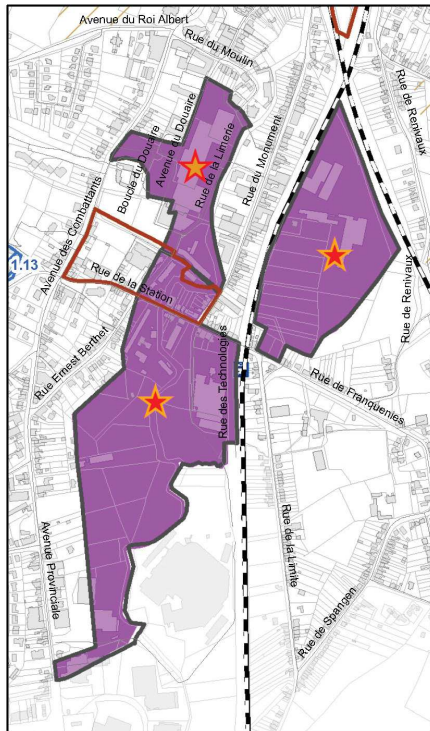 Avenue du Roi Albert
Rue du Moulin
Rue de Renivaux
Boucle du Douaire
Avenue du Douaire
Rue de la Limerie
Rue du Monument
Avenue des Combattants
1.13
Rue de la Station
Rue de Renivaux
Rue Ernest Berthet
Rue des Technologies
Rue de Franquenies
Avenue Provinciale
Rue de la Limite
Rue de Spangen